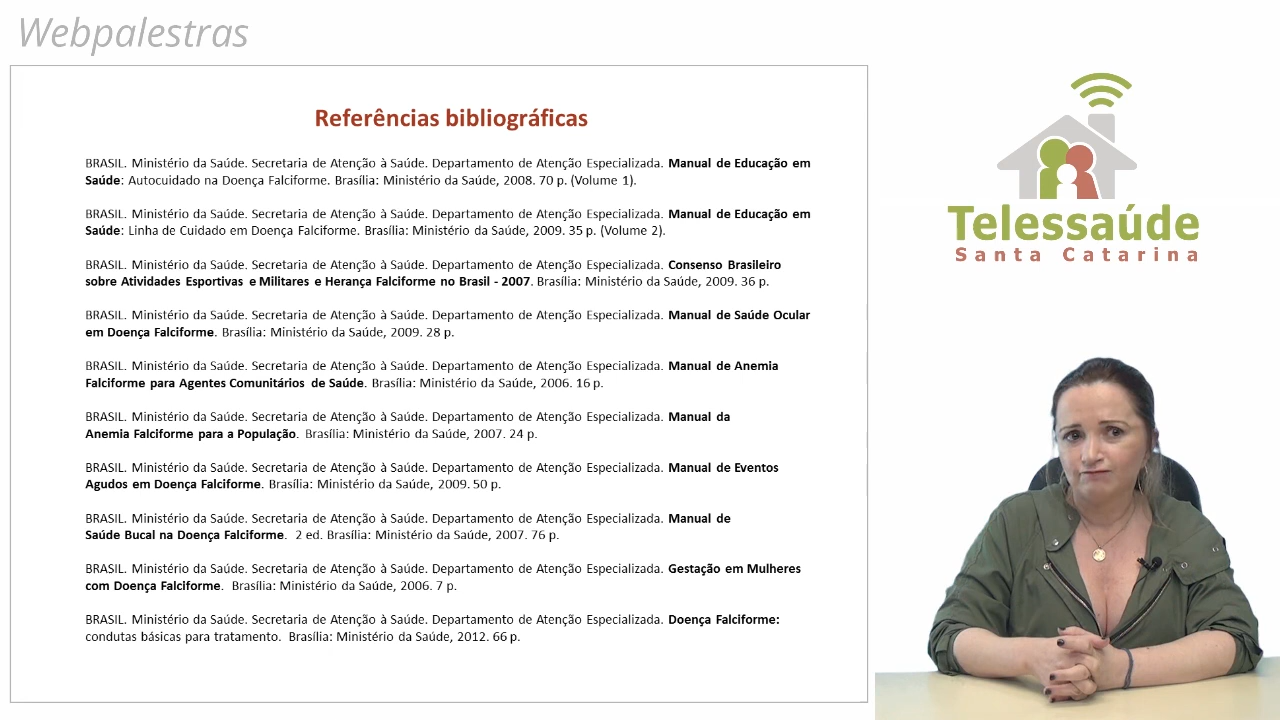 Webpalestras
Referências bibliográficas
BRASIL. Ministério da Saúde. Secretaria de Atenção à Saúde. Departamento de Atenção Especializada. Manual de Educação em
Saúde: Autocuidado na Doença Falciforme. Brasília: Ministério da Saúde, 2008. 70 p. (Volume 1).
BRASIL. Ministério da Saúde. Secretaria de Atenção à Saúde. Departamento de Atenção Especializada. Manual de Educação em
Saúde: Linha de Cuidado em Doença Falciforme. Brasília: Ministério da Saúde, 2009. 35 p. (Volume 2).
BRASIL. Ministério da Saúde. Secretaria de Atenção à Saúde. Departamento de Atenção Especializada. Consenso Brasileiro
sobre Atividades Esportivas e Militares e Herança Falciforme no Brasil - 2007. Brasília: Ministério da Saúde, 2009. 36 p.
BRASIL. Ministério da Saúde. Secretaria de Atenção à Saúde. Departamento de Atenção Especializada. Manual de Saúde Ocular
em Doença Falciforme. Brasília: Ministério da Saúde, 2009. 28 p.
BRASIL. Ministério da Saúde. Secretaria de Atenção à Saúde. Departamento de Atenção Especializada. Manual de Anemia
Falciforme para Agentes Comunitários de Saúde. Brasília: Ministério da Saúde, 2006. 16 p.
BRASIL. Ministério da Saúde. Secretaria de Atenção à Saúde. Departamento de Atenção Especializada. Manual da
Anemia Falciforme para a População. Brasília: Ministério da Saúde, 2007. 24 p.
BRASIL. Ministério da Saúde. Secretaria de Atenção à Saúde. Departamento de Atenção Especializada. Manual de Eventos
Agudos em Doença Falciforme. Brasília: Ministério da Saúde, 2009. 50 p.
BRASIL. Ministério da Saúde. Secretaria de Atenção à Saúde. Departamento de Atenção Especializada. Manual de
Saúde Bucal na Doença Falciforme. 2 ed. Brasília: Ministério da Saúde, 2007. 76 p.
BRASIL. Ministério da Saúde. Secretaria de Atenção à Saúde. Departamento de Atenção Especializada. Gestação em Mulheres
com Doença Falciforme. Brasília: Ministério da Saúde, 2006. 7 p.
BRASIL. Ministério da Saúde. Secretaria de Atenção à Saúde. Departamento de Atenção Especializada. Doença Falciforme:
condutas básicas para tratamento. Brasília: Ministério da Saúde, 2012. 66 p.
Telessaúde
Santa Catarina